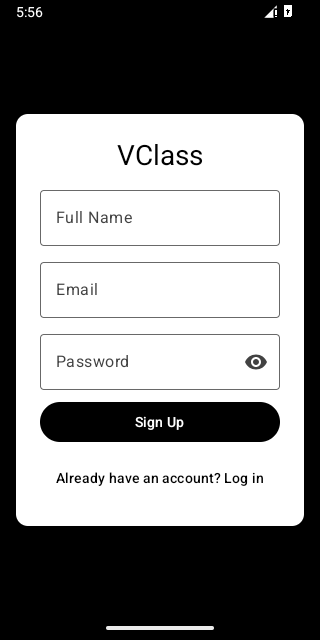 5:56
VClass
Full Name
Email
Password
Sign Up
Already have an account? Log in